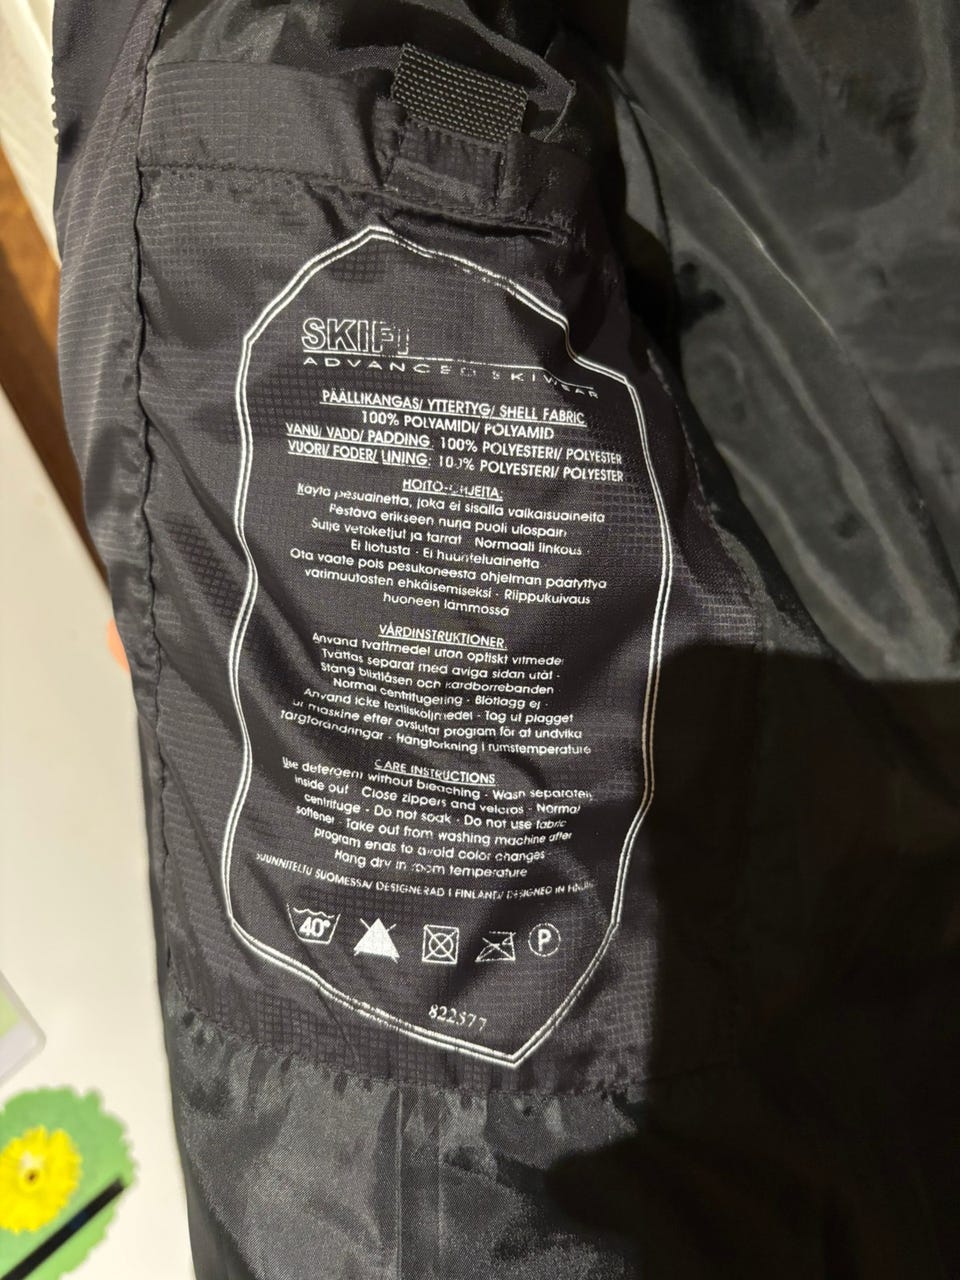 SKIFI
ADVANCED SKIWEAR
PÄÄLLIKANGAS/ YTTERTYG/ SHELL FABRIC
100% POLYAMIDI/ POLYAMID
VANU/ VADD/ PADDING: 100% POLYESTERI/ POLYESTER
VUORI/ FODER/ LINING: 100% POLYESTERI/ POLYESTER
HOITO-OHJEITA:
Käytä pesuainetta, joka ei sisällä valkaisuaineita
Pestävä erikseen nurja puoli ulospäin
Sulje vetoketjut ja tarrat · Normaali linkous ·
Ei liotusta · Ei huuhteluainetta
Ota vaate pois pesukoneesta ohjelman päätyttyä
värimuutosten ehkäisemiseksi · Riippukuivaus
huoneen lämmössä
VÅRDINSTRUKTIONER:
Använd tvättmedel utan optiskt vitmedel
Tvättas separat med aviga sidan utåt ·
Stäng blixtlåsen och kardborrebanden
Normal centrifugering · Blötlägg ej ·
Använd icke textilsköljmedel · Tag ut plagget
ur maskine efter avslutat program för att undvika
färgförändringar · Hängtorkning i rumstemperature
CARE INSTRUCTIONS
Use detergent without bleaching · Wash separately
inside out · Close zippers and velcros · Normal
centrifuge · Do not soak · Do not use fabric
softener · Take out from washing machine after
program ends to avoid color changes
Hang dry in room temperature
SUUNNITELTU SUOMESSA/ DESIGNERAD I FINLAND/ DESIGNED IN FINLAND
40° P
822577